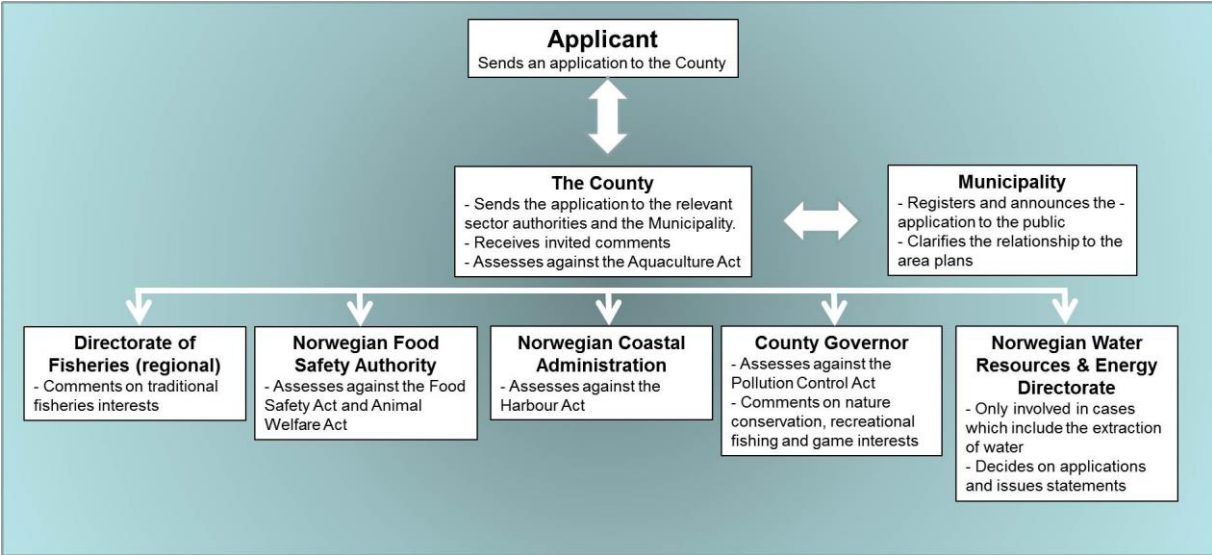 Applicant
Sends an application to the County
The County
- Sends the application to the relevant
sector authorities and the Municipality.
- Receives invited comments
- Assesses against the Aquaculture Act
Municipality
- Registers and announces the -
application to the public
- Clarifies the relationship to the
area plans
Directorate of
Fisheries (regional)
- Comments on traditional
fisheries interests
Norwegian Food
Safety Authority
- Assesses against the Food
Safety Act and Animal
Welfare Act
Norwegian Coastal
Administration
- Assesses against the
Harbour Act
County Governor
- Assesses against the
Pollution Control Act
- Comments on nature
conservation, recreational
fishing and game interests
Norwegian Water
Resources & Energy
Directorate
- Only involved in cases
which include the extraction
of water
- Decides on applications
and issues statements